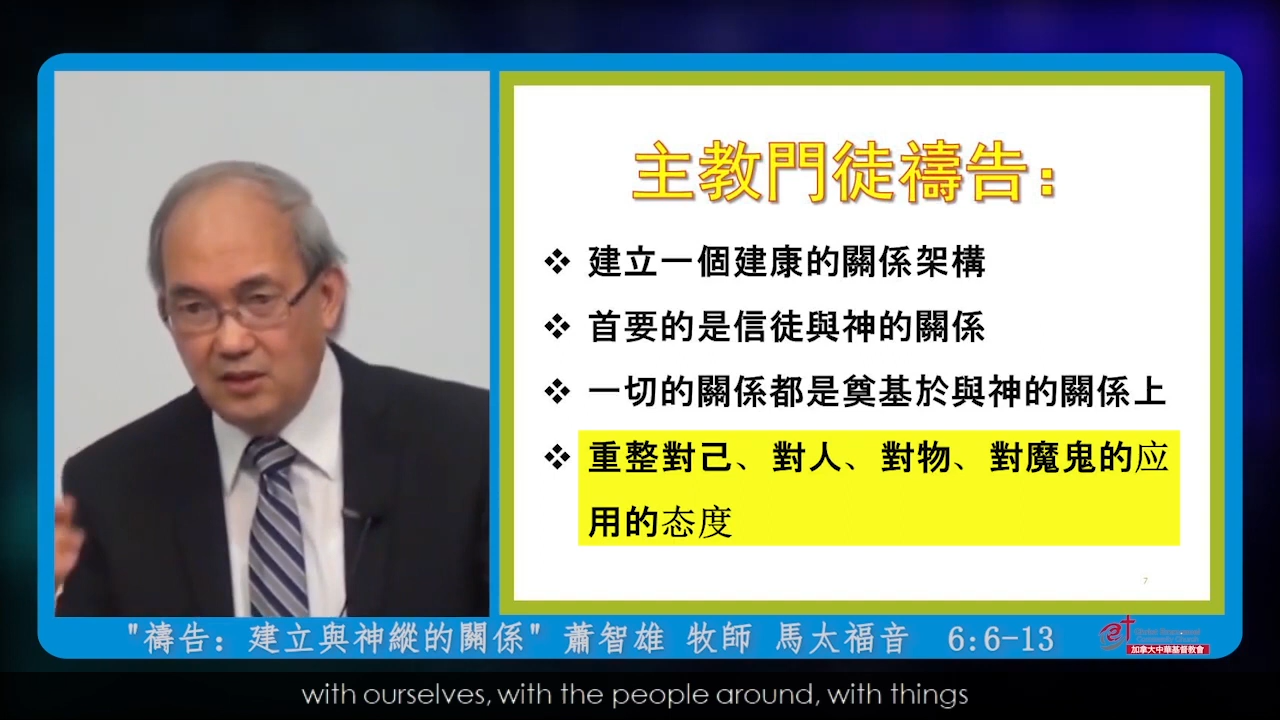 主教門徒禱告：
❖ 建立一個建康的關係架構
❖ 首要的是信徒與神的關係
❖ 一切的關係都是奠基於與神的關係上
❖ 重整對己、對人、對物、對魔鬼的应
用的态度
7
"禱告：建立與神縱的關係" 蕭智雄 牧師 馬太福音 6:6-13
加拿大中華基督教會
with ourselves, with the people around, with things